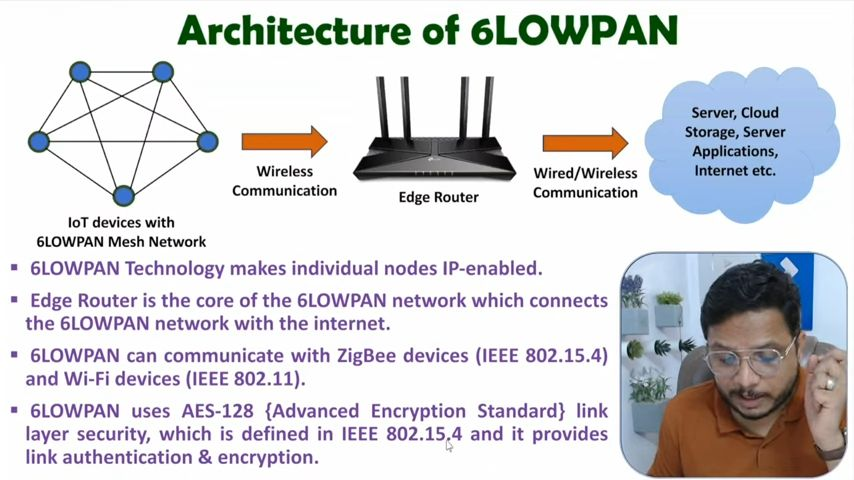 Architecture of 6LOWPAN
IoT devices with
6LOWPAN Mesh Network
Wireless
Communication
Edge Router
Wired/Wireless
Communication
Server, Cloud
Storage, Server
Applications,
Internet etc.
▪ 6LOWPAN Technology makes individual nodes IP-enabled.
▪ Edge Router is the core of the 6LOWPAN network which connects
the 6LOWPAN network with the internet.
▪ 6LOWPAN can communicate with ZigBee devices (IEEE 802.15.4)
and Wi-Fi devices (IEEE 802.11).
▪ 6LOWPAN uses AES-128 {Advanced Encryption Standard} link
layer security, which is defined in IEEE 802.15.4 and it provides
link authentication & encryption.